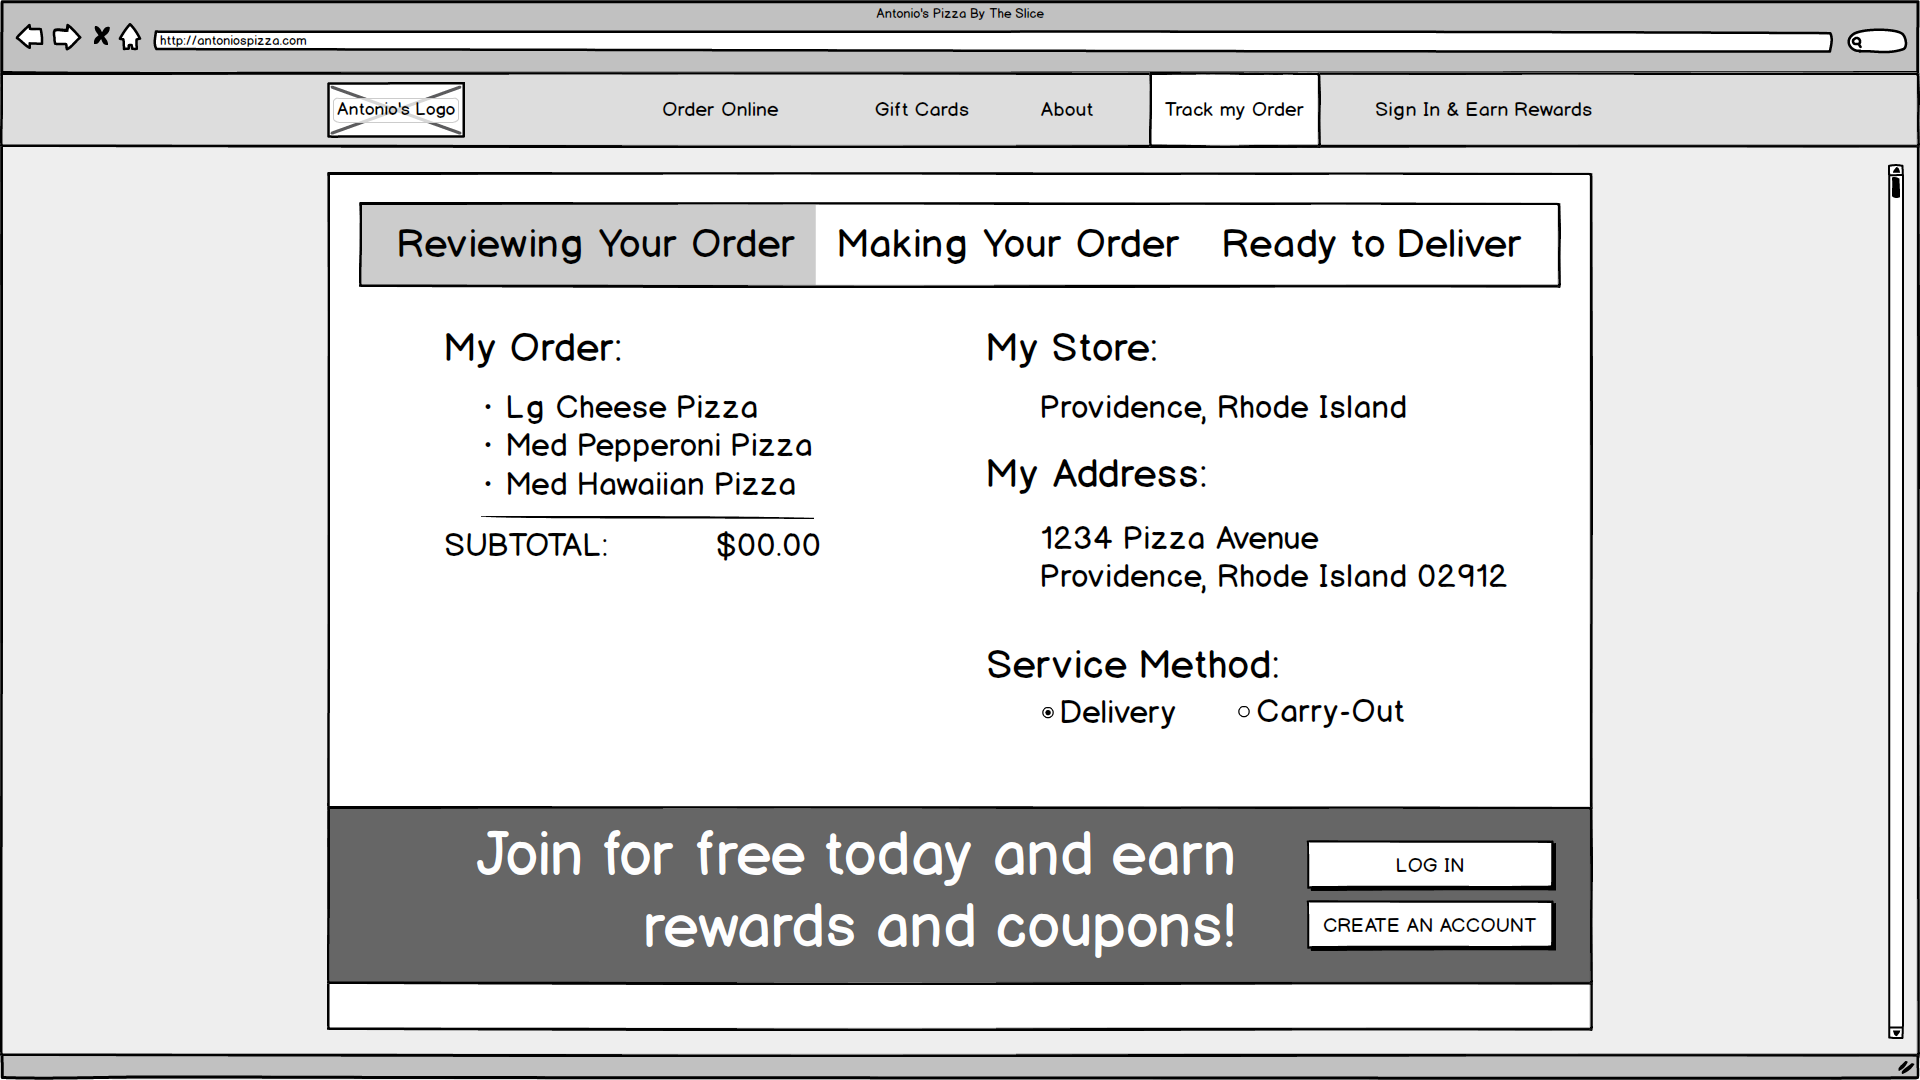 Antonio's Pizza By The Slice
http://antoniospizza.com
Antonio's Logo
Order Online
Gift Cards
About
Track my Order
Sign In & Earn Rewards
Reviewing Your Order
Making Your Order
Ready to Deliver
My Order:
• Lg Cheese Pizza
• Med Pepperoni Pizza
• Med Hawaiian Pizza
SUBTOTAL: $00.00
My Store:
Providence, Rhode Island
My Address:
1234 Pizza Avenue
Providence, Rhode Island 02912
Service Method:
Delivery
Carry-Out
Join for free today and earn
rewards and coupons!
LOG IN
CREATE AN ACCOUNT